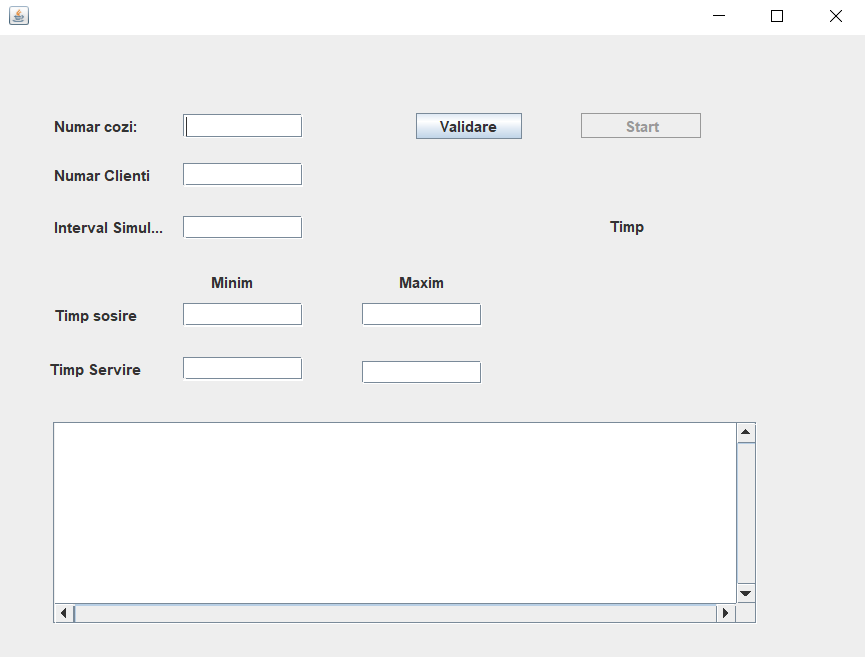 Numar cozi: Validare Start
Numar Clienti
Interval Simul... Timp
Minim Maxim
Timp sosire
Timp Servire